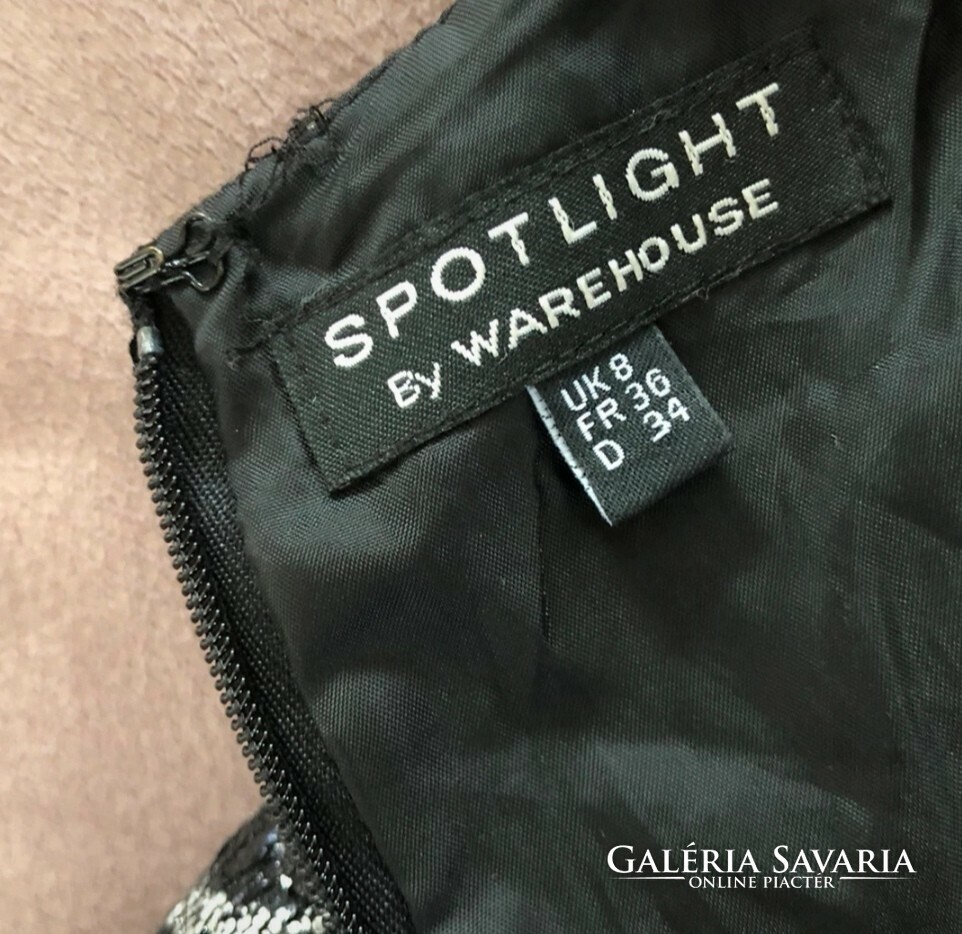 SPOTLIGHT
By WAREHOUSE
UK 8
FR 36
D 34
GALÉRIA SAVARIA
ONLINE PIACTÉR